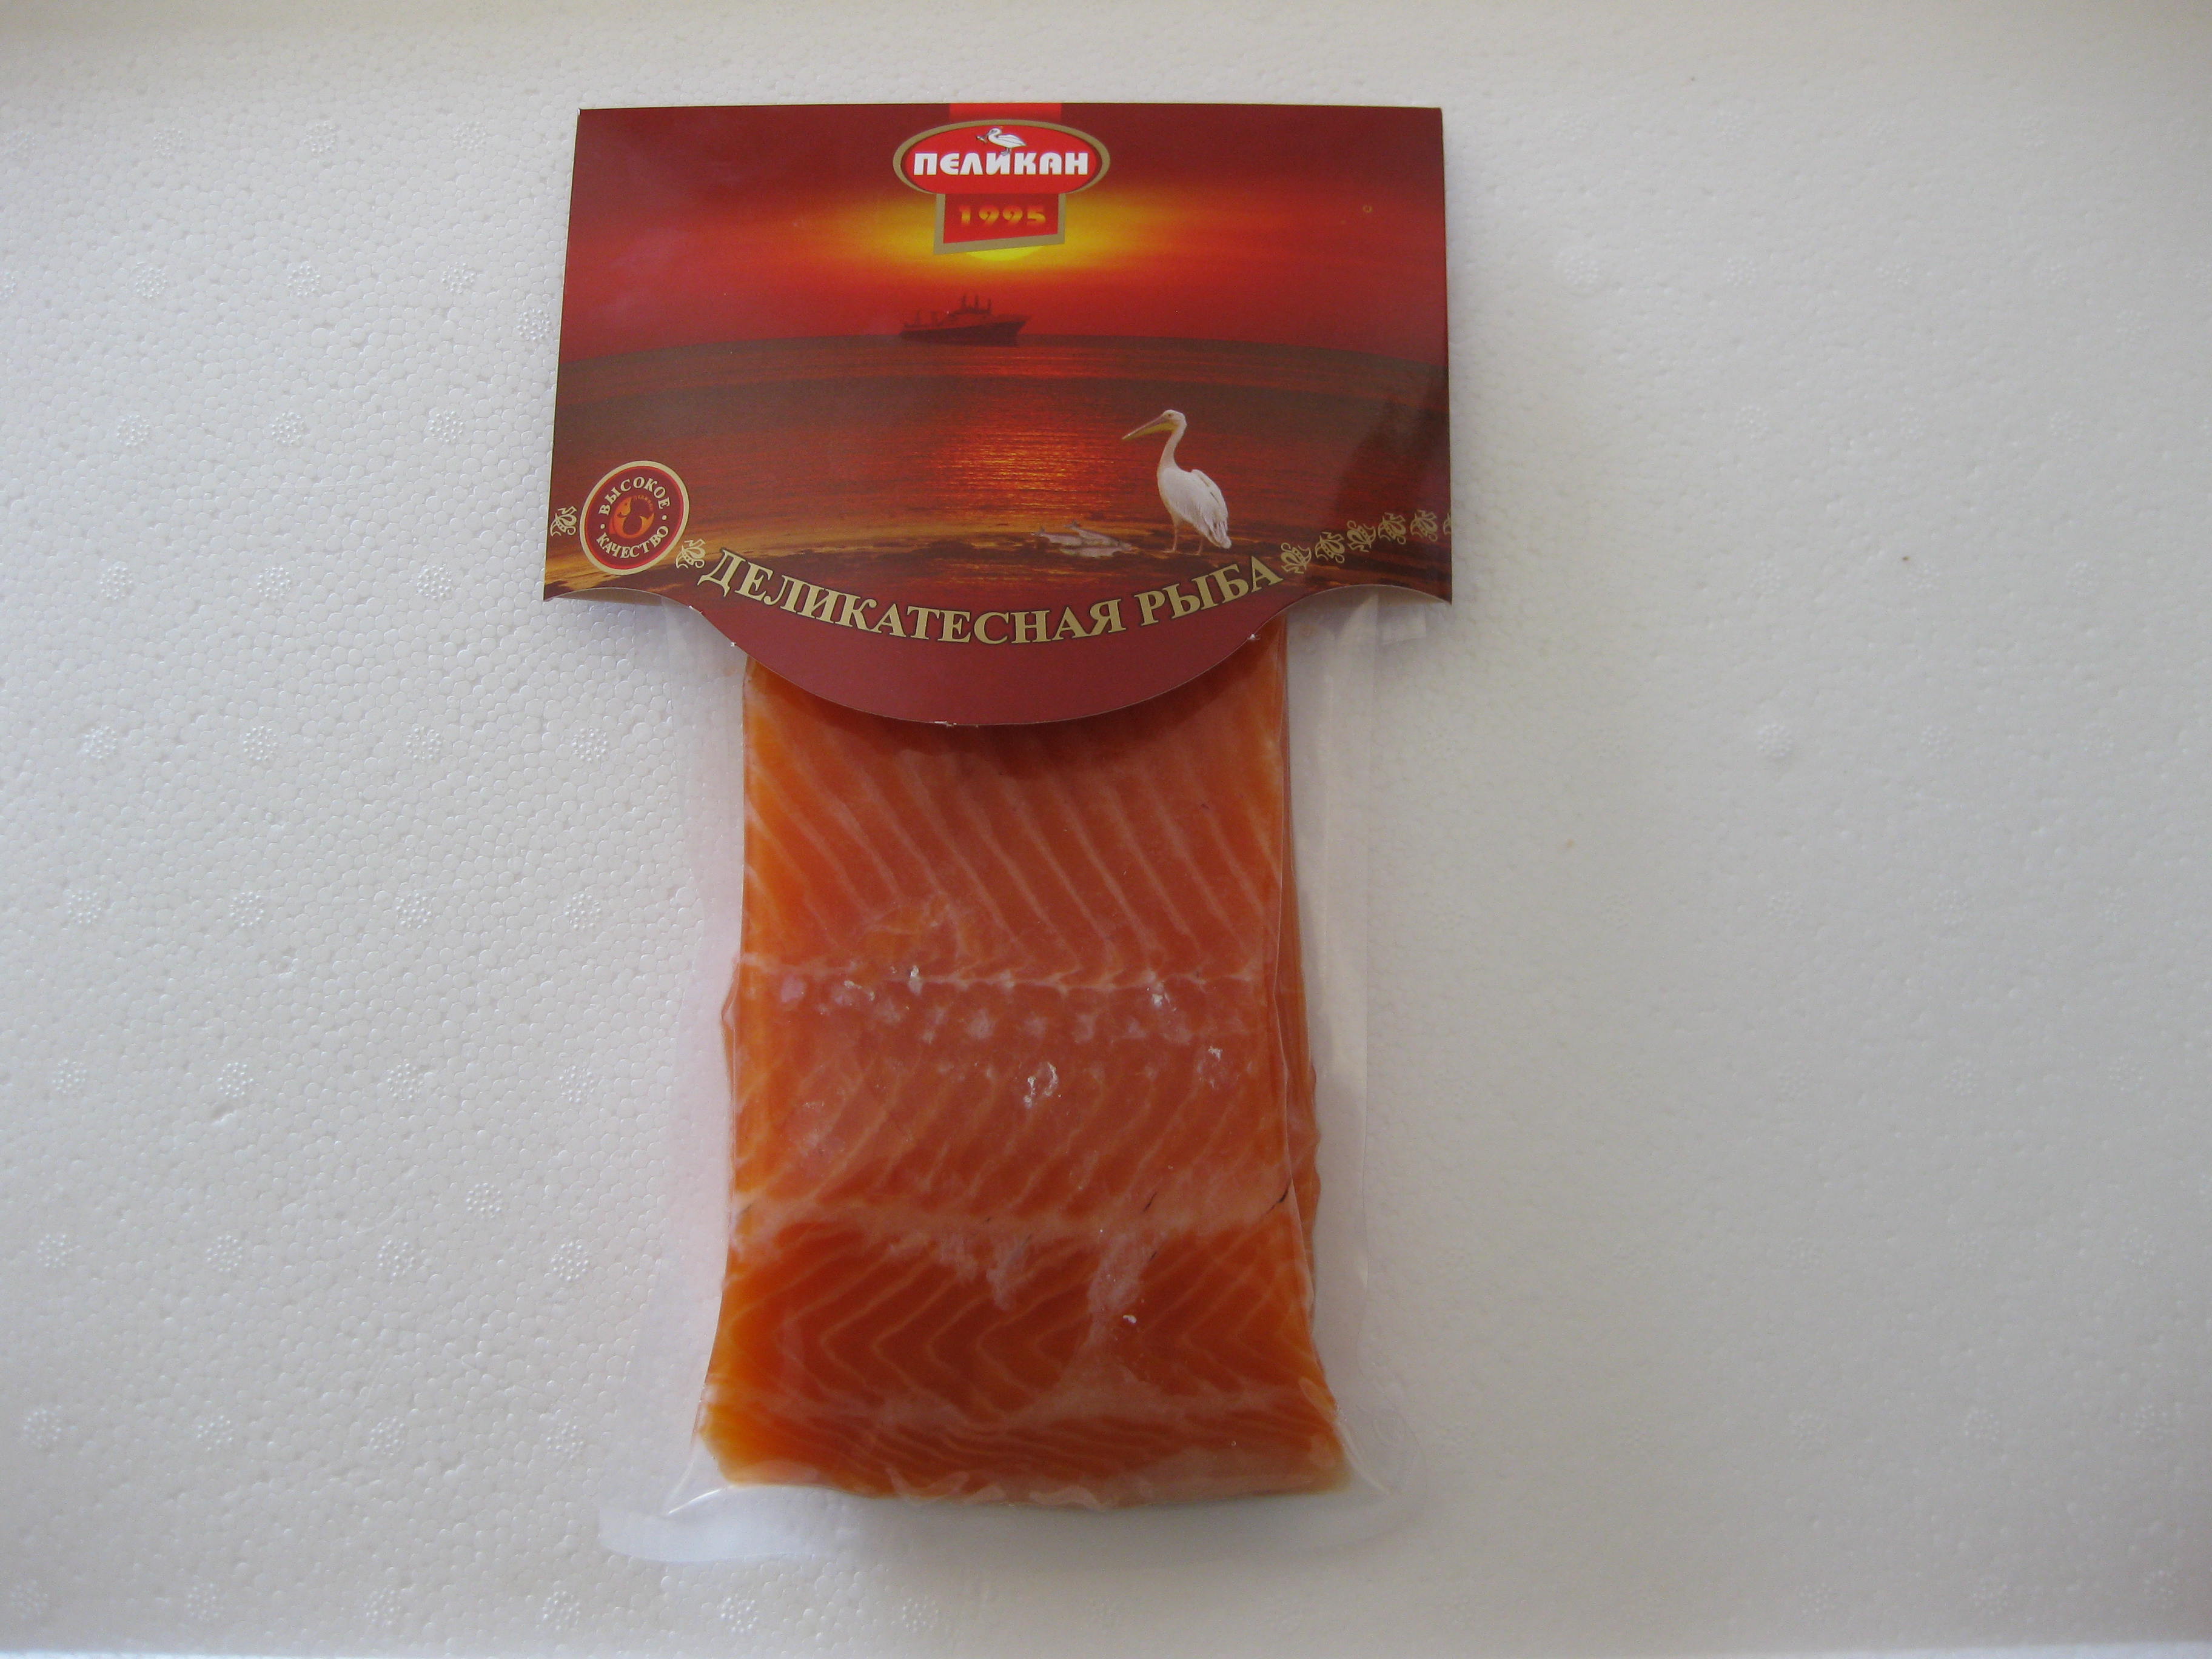 ПЕЛИКАН
1995
ВЫСОКОЕ
КАЧЕСТВО
ДЕЛИКАТЕСНАЯ РЫБА